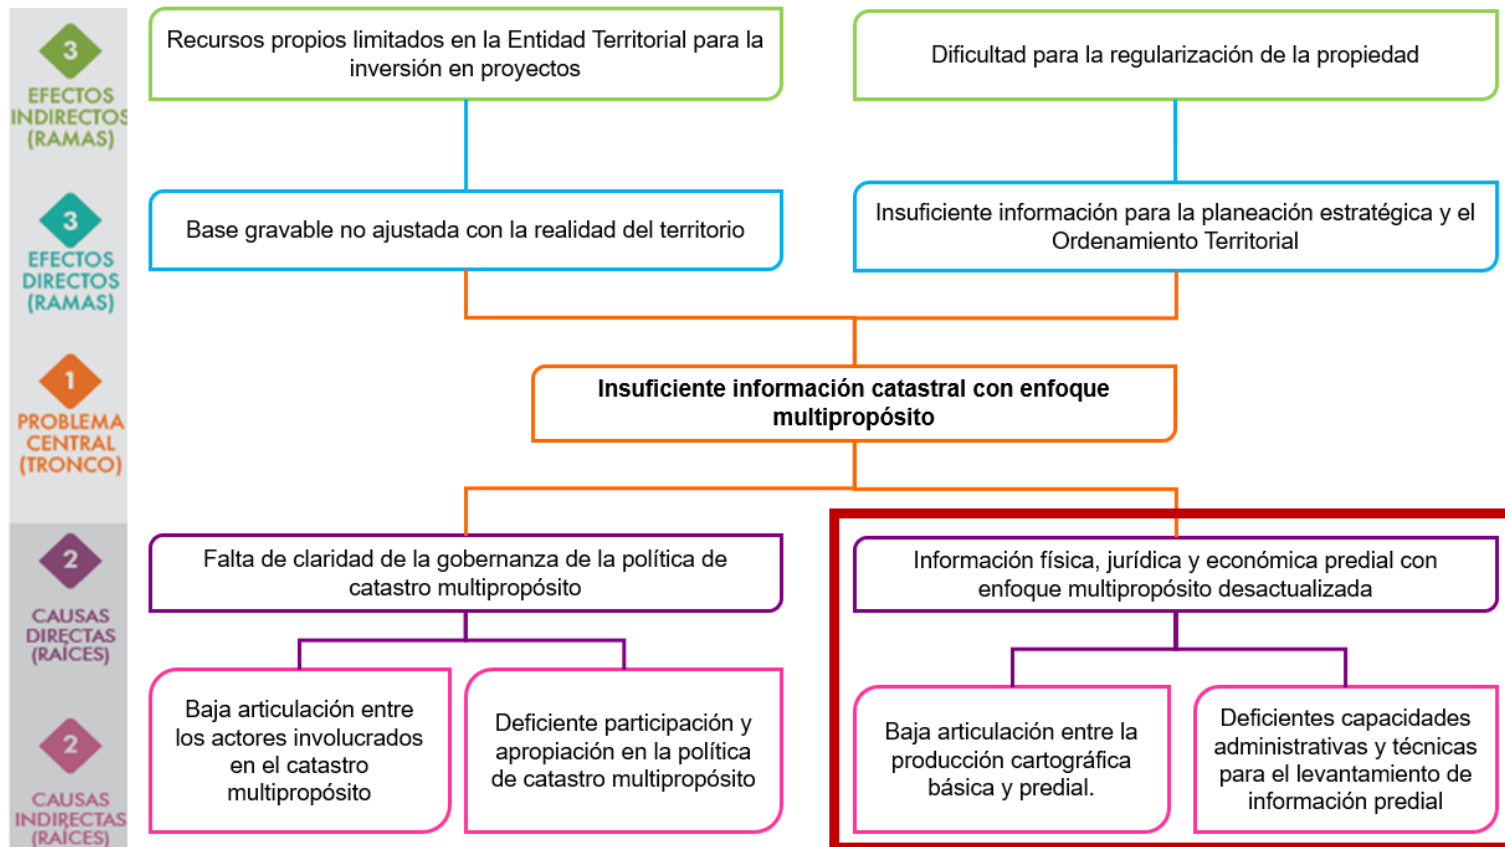 3
EFECTOS
INDIRECTOS
(RAMAS)
Recursos propios limitados en la Entidad Territorial para la
inversión en proyectos
Dificultad para la regularización de la propiedad
3
EFECTOS
DIRECTOS
(RAMAS)
Base gravable no ajustada con la realidad del territorio
Insuficiente información para la planeación estratégica y el
Ordenamiento Territorial
1
PROBLEMA
CENTRAL
(TRONCO)
Insuficiente información catastral con enfoque
multipropósito
2
CAUSAS
DIRECTAS
(RAÍCES)
Falta de claridad de la gobernanza de la política de
catastro multipropósito
Información física, jurídica y económica predial con
enfoque multipropósito desactualizada
2
CAUSAS
INDIRECTAS
(RAÍCES)
Baja articulación entre
los actores involucrados
en el catastro
multipropósito
Deficiente participación y
apropiación en la política
de catastro multipropósito
Baja articulación entre la
producción cartográfica
básica y predial.
Deficientes capacidades
administrativas y técnicas
para el levantamiento de
información predial